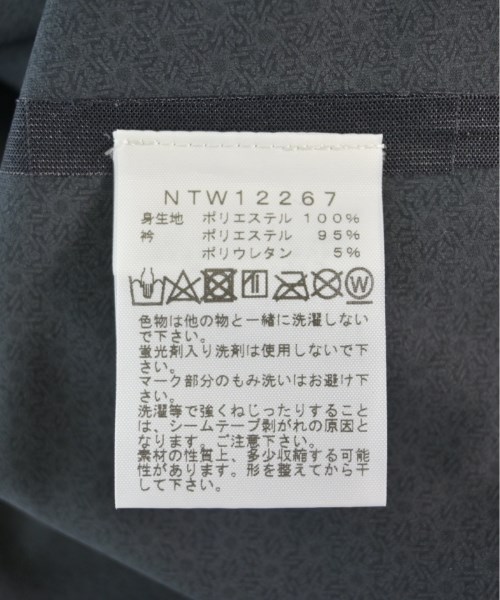 NTW12267
身生地 ポリエステル 100%
衿 ポリエステル 95%
ポリウレタン 5%
W
色物は他の物と一緒に洗濯しない
で下さい。
蛍光剤入り洗剤は使用しないで下
さい。
マーク部分のもみ洗いはお避け下
さい。
洗濯等で強くねじったりすること
は、シームテープ剥がれの原因と
なります。ご注意下さい。
素材の性質上、多少収縮する可能
性があります。形を整えてから干
して下さい。